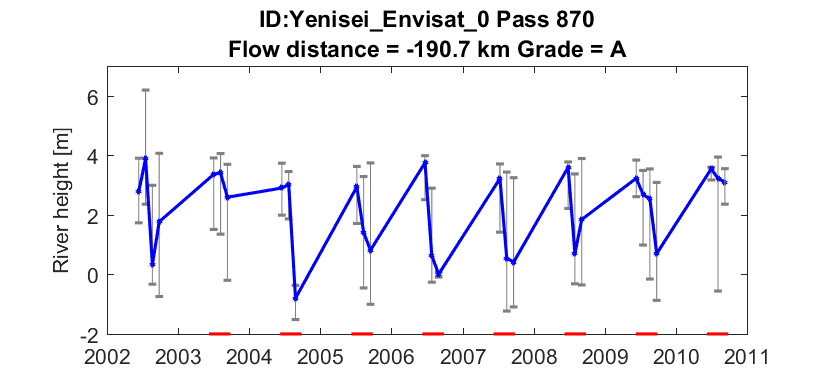 ID:Yenisei_Envisat_0 Pass 870
Flow distance = -190.7 km Grade = A
River height [m]
6
4
2
0
-2
2002 2003 2004 2005 2006 2007 2008 2009 2010 2011